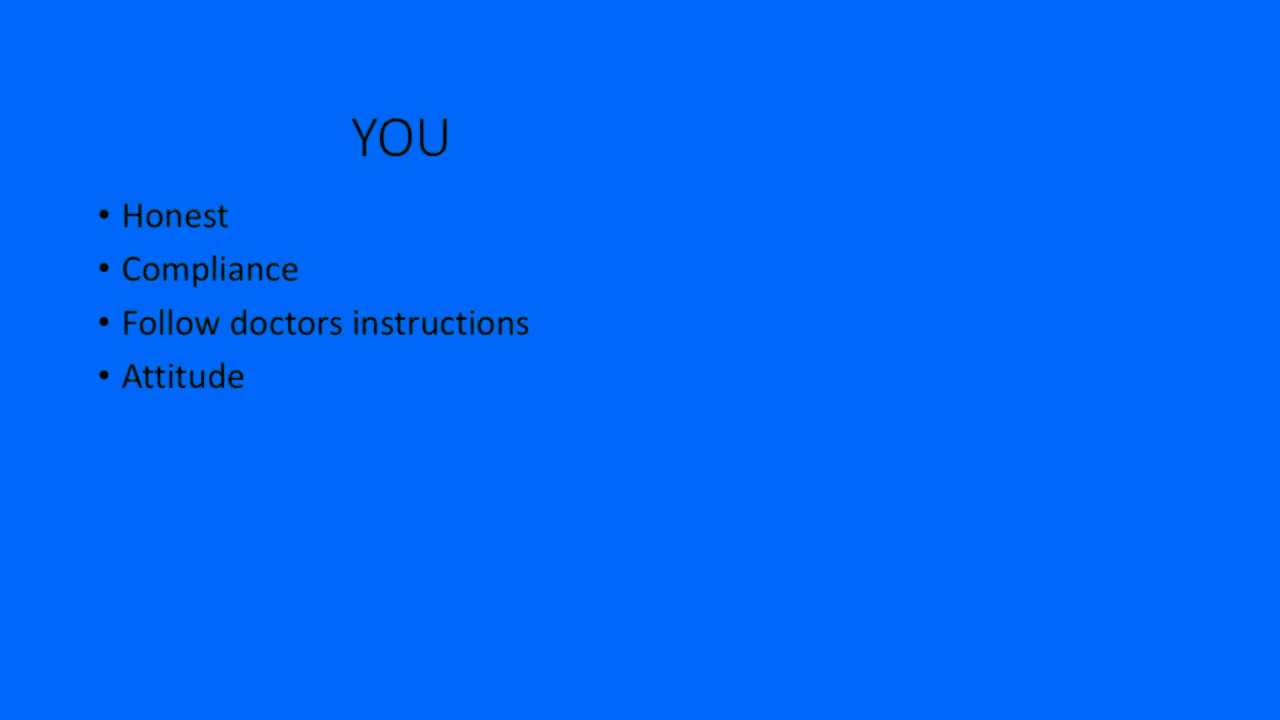 YOU
• Honest
• Compliance
• Follow doctors instructions
• Attitude